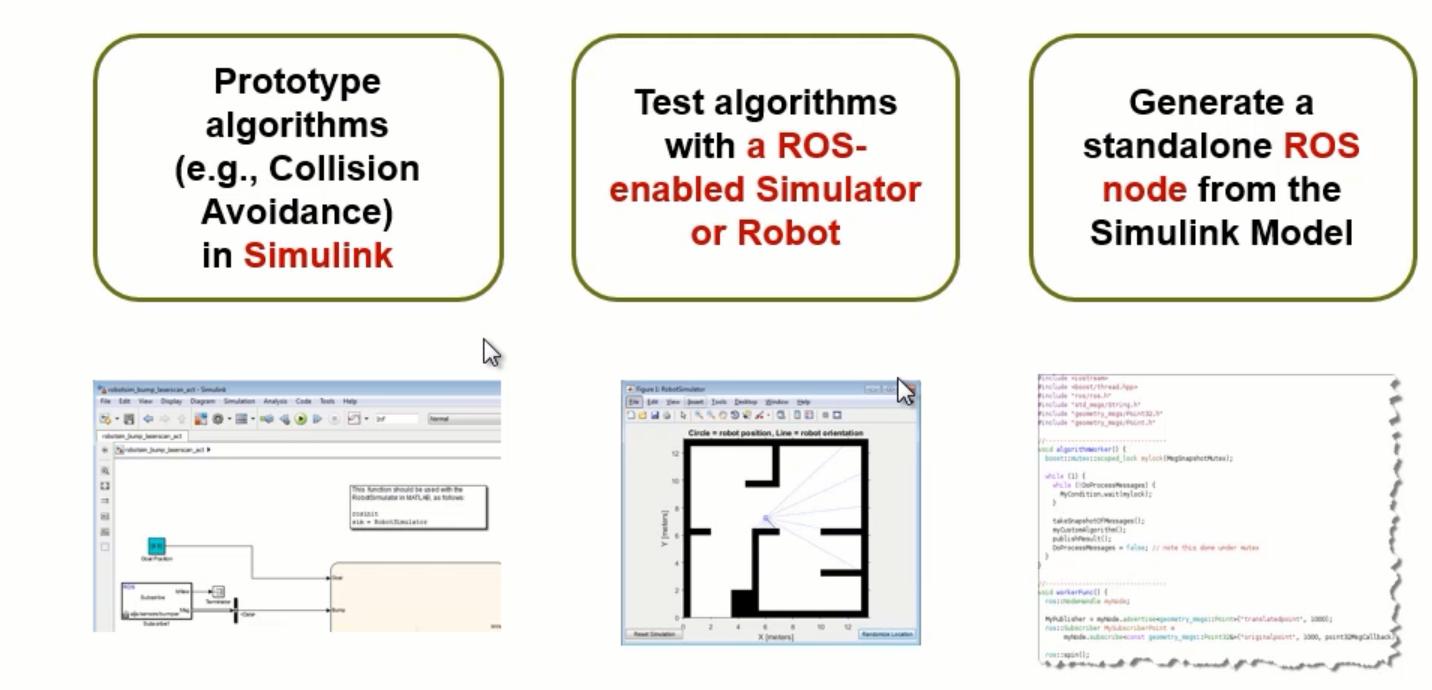 Prototype
algorithms
(e.g., Collision
Avoidance)
in Simulink
Test algorithms
with a ROS-
enabled Simulator
or Robot
Generate a
standalone ROS
node from the
Simulink Model
robotsim_bump_laserscan_act - Simulink
File Edit View Display Diagram Simulation Analysis Code Tools Help
Inf
Normal
robotsim_bump_laserscan_act
robotsim_bump_laserscan_act
This function should be used with the
RobotSimulator in MATLAB, as follows:
rosinit
sim = RobotSimulator
Goal Position
Goal
ROS
Subscribe
IsNew
Msg
Terminator
Bump
Subscribe1
Figure 1: RobotSimulator
File Edit View Insert Tools Desktop Window Help
Circle = robot position, Line = robot orientation
12
10
8
6
4
2
0
Y [meters]
0 2 4 6 8 10 12
X [meters]
Reset Simulation
Randomize Location
#include <iostream>
#include <boost/thread.hpp>
#include "ros/ros.h"
#include "std_msgs/String.h"
#include "geometry_msgs/Point32.h"
#include "geometry_msgs/Point.h"
//------------------------------
void algorithmWorker() {
boost::mutex::scoped_lock mylock(MsgSnapshotMutex);
while (1) {
while (!DoProcessMessages) {
MyCondition.wait(mylock);
}
takeSnapshotOfMessages();
myCustomAlgorithm();
publishResult();
DoProcessMessages = false; // note this done under mutex
}
}
//------------------------------
void workerFunc() {
ros::NodeHandle myNode;
MyPublisher = myNode.advertise<geometry_msgs::Point>("translatedpoint", 1000);
ros::Subscriber MySubscriberPoint =
myNode.subscribe<const geometry_msgs::Point32&>("originalpoint", 1000, point32MsgCallback
ros::spin();